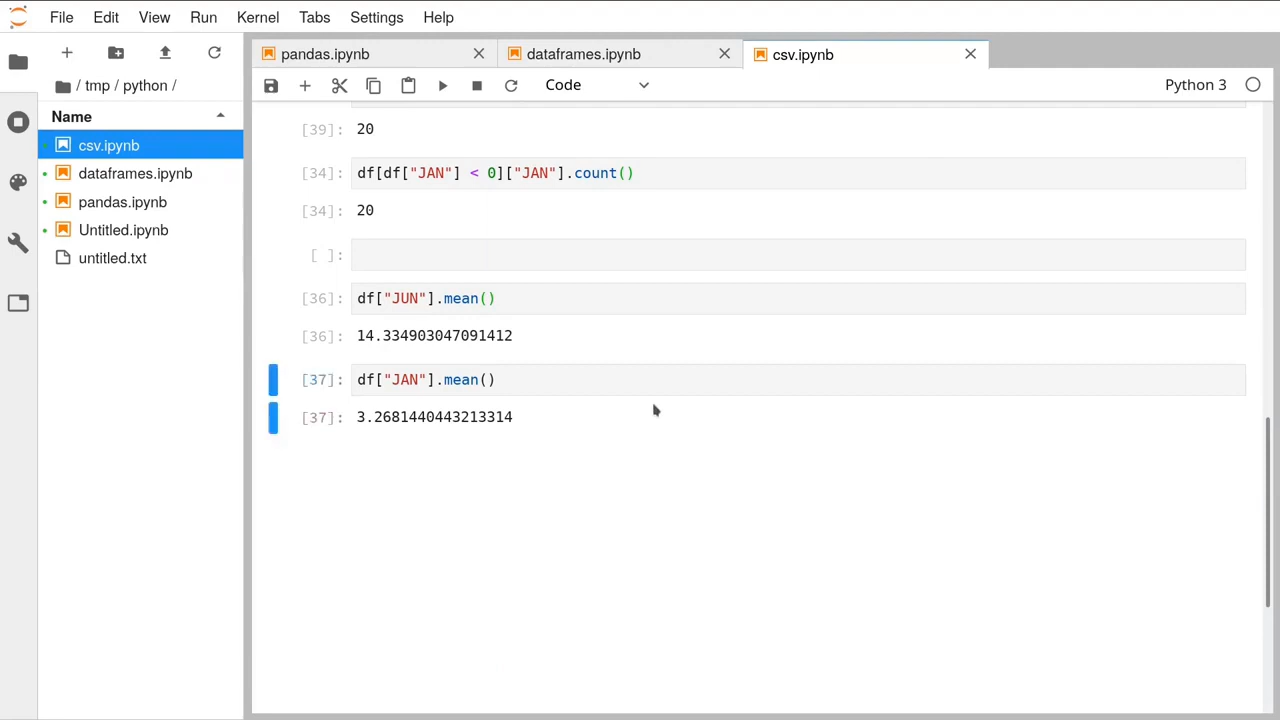 File Edit View Run Kernel Tabs Settings Help
pandas.ipynb dataframes.ipynb csv.ipynb
/ tmp / python /
Code Python 3
Name
csv.ipynb
dataframes.ipynb
pandas.ipynb
Untitled.ipynb
untitled.txt
[39]: 20
[34]: df[df["JAN"] < 0]["JAN"].count()
[34]: 20
[ ]:
[36]: df["JUN"].mean()
[36]: 14.334903047091412
[37]: df["JAN"].mean()
[37]: 3.2681440443213314